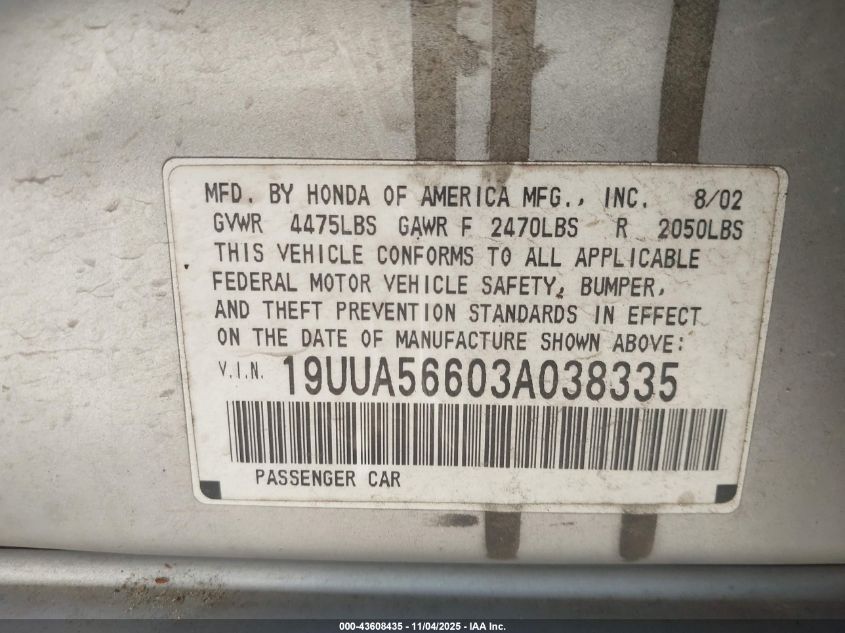 MFD. BY HONDA OF AMERICA MFG., INC. 8/02
GVWR 4475LBS GAWR F 2470LBS R 2050LBS
THIS VEHICLE CONFORMS TO ALL APPLICABLE
FEDERAL MOTOR VEHICLE SAFETY, BUMPER,
AND THEFT PREVENTION STANDARDS IN EFFECT
ON THE DATE OF MANUFACTURE SHOWN ABOVE:
V.I.N. 19UUA56603A038335
PASSENGER CAR
000-43608435 - 11/04/2025 - IAA Inc.